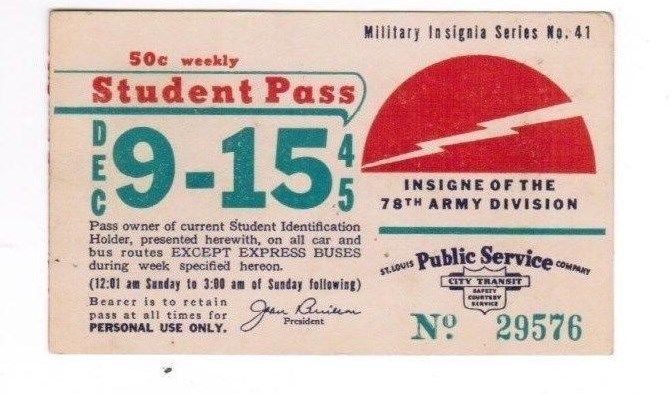 Military Insignia Series No. 41
50c weekly
Student Pass
DEC 9-15 45
INSIGNE OF THE
78TH ARMY DIVISION
Pass owner of current Student Identification
Holder, presented herewith, on all car and
bus routes EXCEPT EXPRESS BUSES
during week specified hereon.
(12:01 am Sunday to 3:00 am of Sunday following)
Bearer is to retain
pass at all times for
PERSONAL USE ONLY.
President
ST. LOUIS Public Service COMPANY
CITY TRANSIT
SAFETY
COURTESY
SERVICE
No 29576